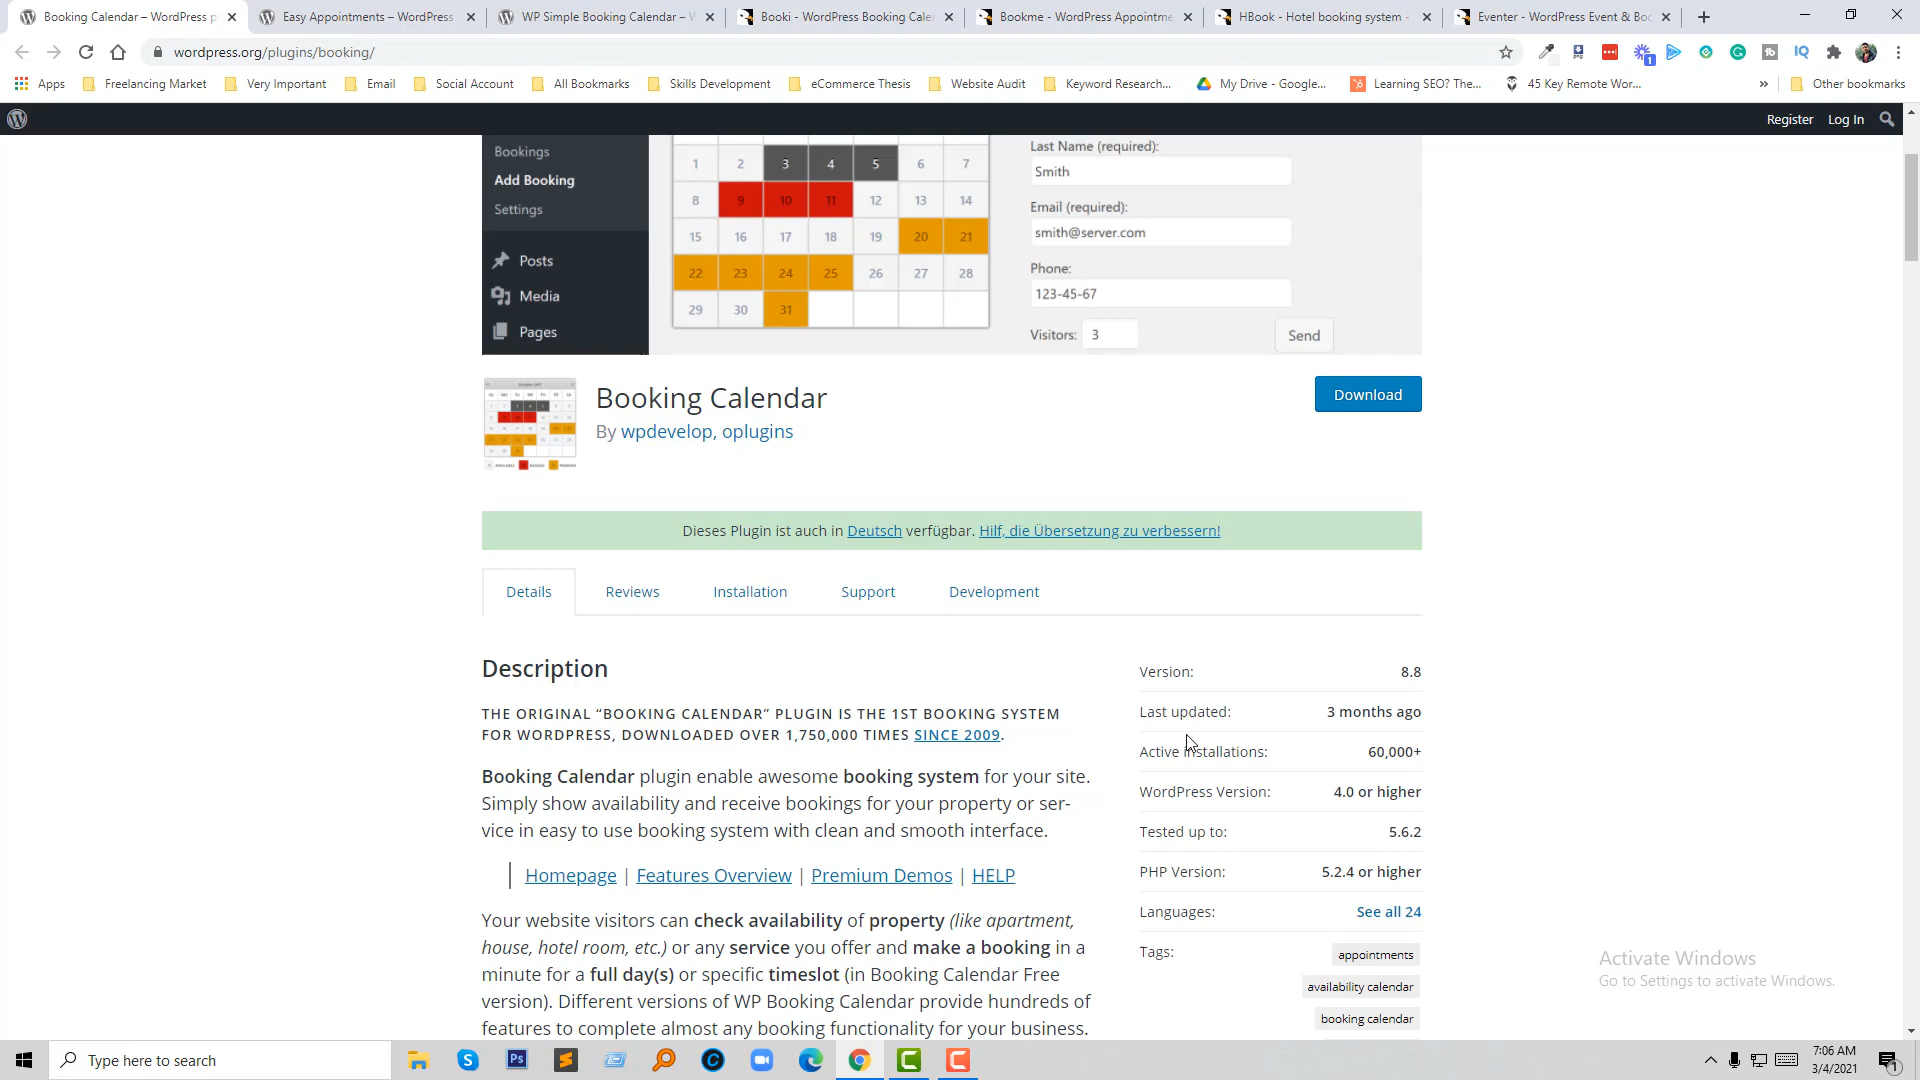 Booking Calendar – WordPress p
Easy Appointments – WordPress
WP Simple Booking Calendar – W
Booki - WordPress Booking Cale
Bookme - WordPress Appointme
HBook - Hotel booking system -
Eventer - WordPress Event & Boo
wordpress.org/plugins/booking/
Apps
Freelancing Market
Very Important
Email
Social Account
All Bookmarks
Skills Development
eCommerce Thesis
Website Audit
Keyword Research...
My Drive - Google...
Learning SEO? The...
45 Key Remote Wor...
Other bookmarks
Register
Log In
Bookings
Add Booking
Settings
Posts
Media
Pages
1 2 3 4 5 6 7
8 9 10 11 12 13 14
15 16 17 18 19 20 21
22 23 24 25 26 27 28
29 30 31
Last Name (required):
Smith
Email (required):
smith@server.com
Phone:
123-45-67
Visitors: 3
Send
Booking Calendar
By wpdevelop, oplugins
Download
Dieses Plugin ist auch in Deutsch verfügbar. Hilf, die Übersetzung zu verbessern!
Details
Reviews
Installation
Support
Development
Description
THE ORIGINAL “BOOKING CALENDAR” PLUGIN IS THE 1ST BOOKING SYSTEM
FOR WORDPRESS, DOWNLOADED OVER 1,750,000 TIMES SINCE 2009.
Booking Calendar plugin enable awesome booking system for your site.
Simply show availability and receive bookings for your property or ser-
vice in easy to use booking system with clean and smooth interface.
Homepage | Features Overview | Premium Demos | HELP
Your website visitors can check availability of property (like apartment,
house, hotel room, etc.) or any service you offer and make a booking in a
minute for a full day(s) or specific timeslot (in Booking Calendar Free
version). Different versions of WP Booking Calendar provide hundreds of
features to complete almost any booking functionality for your business.
Version: 8.8
Last updated: 3 months ago
Active installations: 60,000+
WordPress Version: 4.0 or higher
Tested up to: 5.6.2
PHP Version: 5.2.4 or higher
Languages: See all 24
Tags: appointments
availability calendar
booking calendar
Activate Windows
Go to Settings to activate Windows.
Type here to search
7:06 AM
3/4/2021